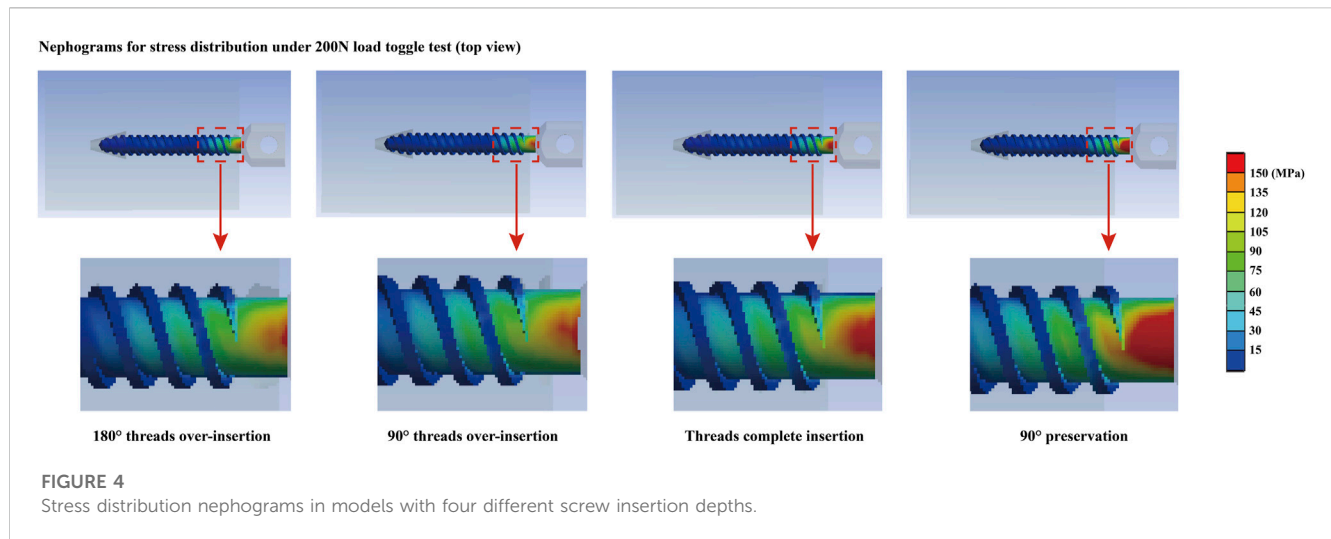 Nephograms for stress distribution under 200N load toggle test (top view)
150 (MPa)
135
120
105
90
75
60
45
30
15
180° threads over-insertion
90° threads over-insertion
Threads complete insertion
90° preservation
FIGURE 4
Stress distribution nephograms in models with four different screw insertion depths.